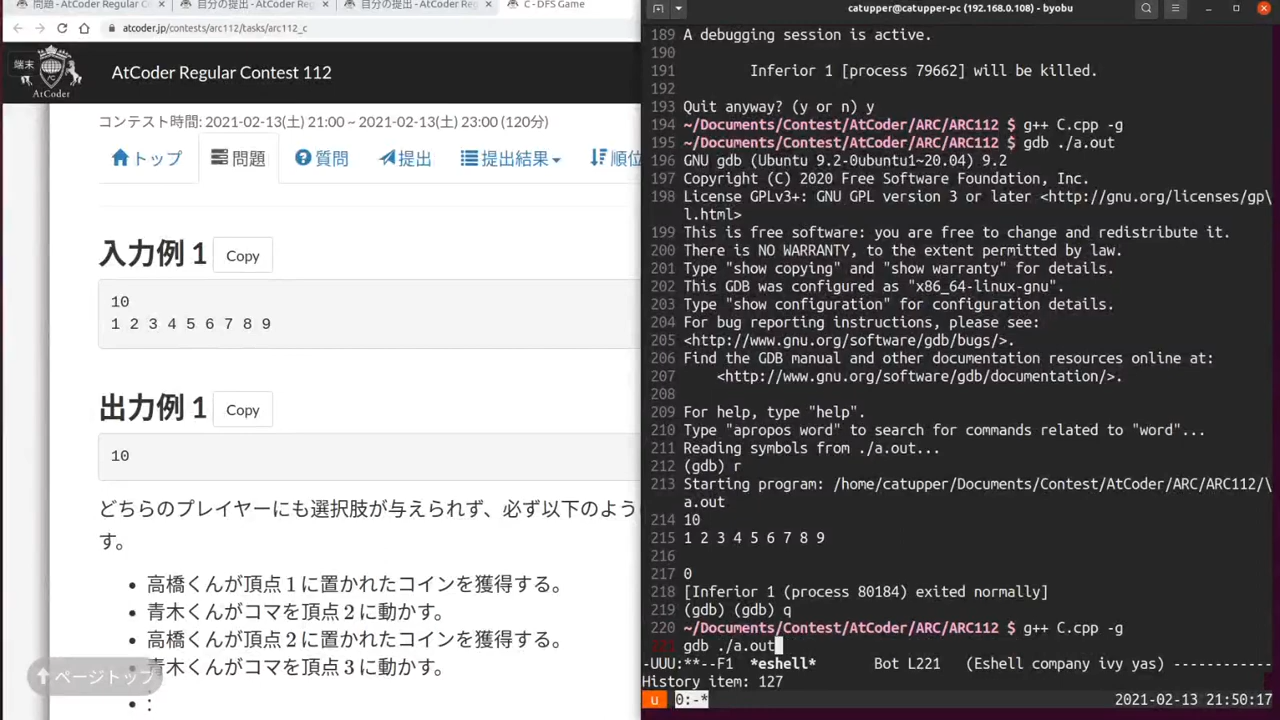 問題 - AtCoder Regular C
自分の提出 - AtCoder Re
自分の提出 - AtCoder Reg
C - DFS Game
atcoder.jp/contests/arc112/tasks/arc112_c
端末
AtCoder
AtCoder Regular Contest 112
コンテスト時間: 2021-02-13(土) 21:00 ~ 2021-02-13(土) 23:00 (120分)
トップ 問題 質問 提出 提出結果 順位
入力例 1 Copy
10
1 2 3 4 5 6 7 8 9
出力例 1 Copy
10
どちらのプレイヤーにも選択肢が与えられず、必ず以下のよう
す。
• 高橋くんが頂点 1 に置かれたコインを獲得する。
• 青木くんがコマを頂点 2 に動かす。
• 高橋くんが頂点 2 に置かれたコインを獲得する。
青木くんがコマを頂点 3 に動かす。
• :
ページトップ
catupper@catupper-pc (192.168.0.108) - byobu
189 A debugging session is active.
190
191 Inferior 1 [process 79662] will be killed.
192
193 Quit anyway? (y or n) y
194 ~/Documents/Contest/AtCoder/ARC/ARC112 $ g++ C.cpp -g
195 ~/Documents/Contest/AtCoder/ARC/ARC112 $ gdb ./a.out
196 GNU gdb (Ubuntu 9.2-0ubuntu1~20.04) 9.2
197 Copyright (C) 2020 Free Software Foundation, Inc.
198 License GPLv3+: GNU GPL version 3 or later <http://gnu.org/licenses/gp\
l.html>
199 This is free software: you are free to change and redistribute it.
200 There is NO WARRANTY, to the extent permitted by law.
201 Type "show copying" and "show warranty" for details.
202 This GDB was configured as "x86_64-linux-gnu".
203 Type "show configuration" for configuration details.
204 For bug reporting instructions, please see:
205 <http://www.gnu.org/software/gdb/bugs/>.
206 Find the GDB manual and other documentation resources online at:
207 <http://www.gnu.org/software/gdb/documentation/>.
208
209 For help, type "help".
210 Type "apropos word" to search for commands related to "word"...
211 Reading symbols from ./a.out...
212 (gdb) r
213 Starting program: /home/catupper/Documents/Contest/AtCoder/ARC/ARC112/\
a.out
214 10
215 1 2 3 4 5 6 7 8 9
216
217 0
218 [Inferior 1 (process 80184) exited normally]
219 (gdb) (gdb) q
220 ~/Documents/Contest/AtCoder/ARC/ARC112 $ g++ C.cpp -g
221 gdb ./a.out
-UUU:**--F1 *eshell* Bot L221 (Eshell company ivy yas) ------------
History item: 127
u 0:-* 2021-02-13 21:50:17